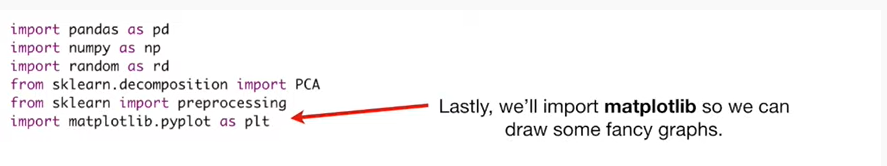 import pandas as pd
import numpy as np
import random as rd
from sklearn.decomposition import PCA
from sklearn import preprocessing
import matplotlib.pyplot as plt
Lastly, we'll import matplotlib so we can
draw some fancy graphs.